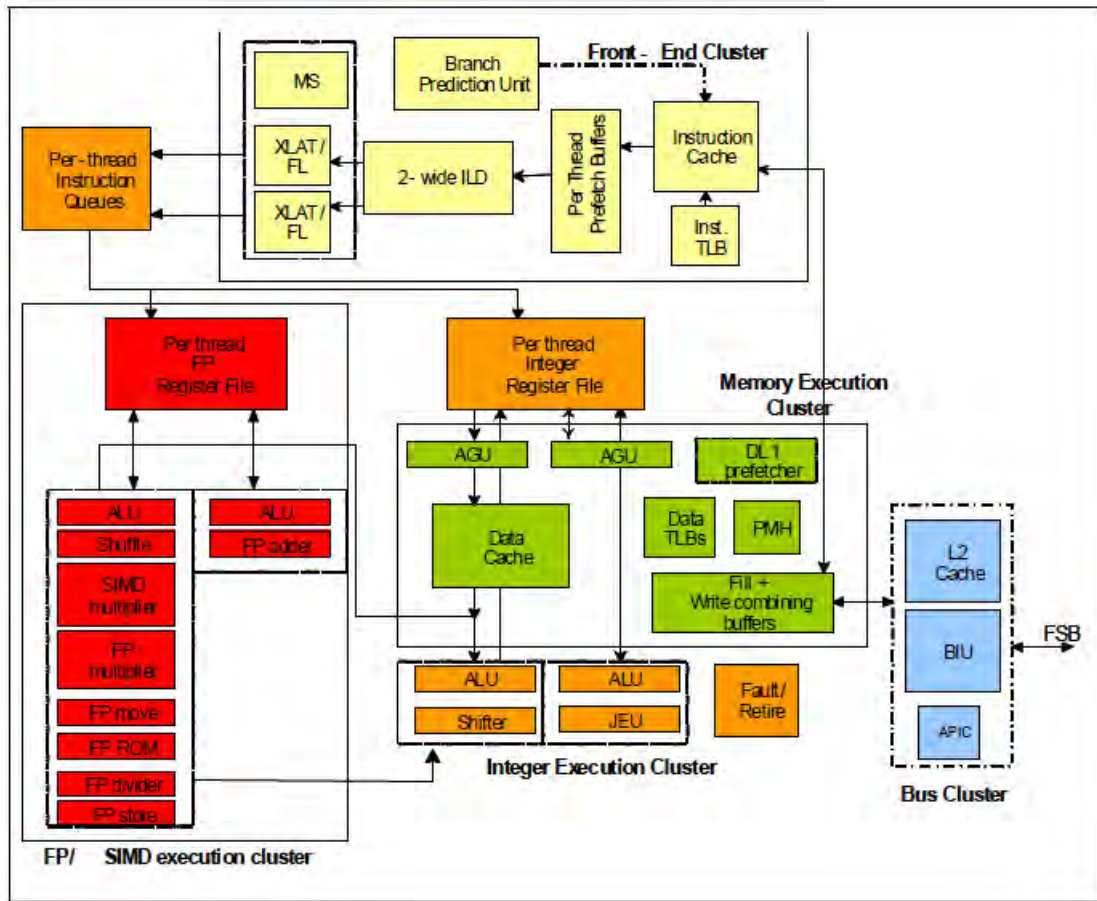 Front - End Cluster
MS
Branch
Prediction Unit
Per Thread
Prefetch Buffers
Instruction
Cache
Per - thread
Instruction
Queues
XLAT /
FL
2- wide ILD
XLAT /
FL
Inst.
TLB
Per thread
FP
Register File
Per thread
Integer
Register File
Memory Execution
Cluster
AGU
AGU
DL1
prefetcher
ALU
Shuffle
SIMD
multiplier
FP
multiplier
FP move
FP ROM
FP divider
FP store
ALU
FP adder
Data
Cache
Data
TLBs
PMH
Fill +
Write combining
buffers
L2
Cache
BIU
APIC
FSB
Bus Cluster
ALU
Shifter
ALU
JEU
Fault /
Retire
Integer Execution Cluster
FP/ SIMD execution cluster